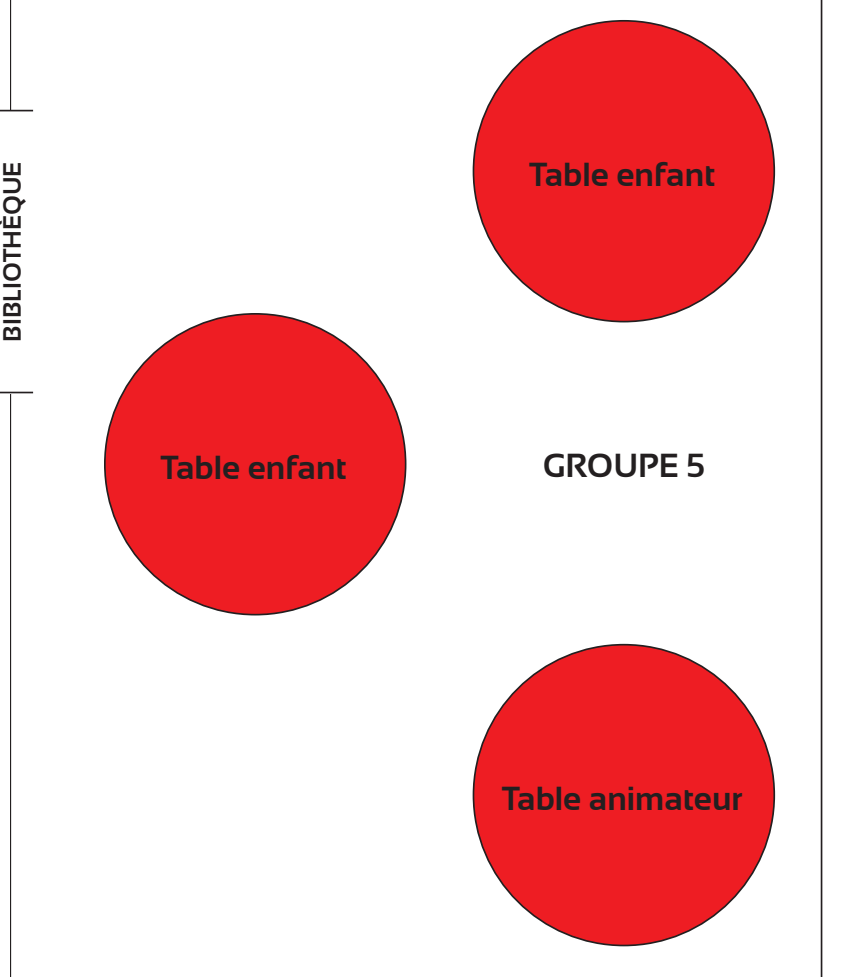 Table enfant
BIBLIOTHÈQUE
Table enfant
GROUPE 5
Table animateur